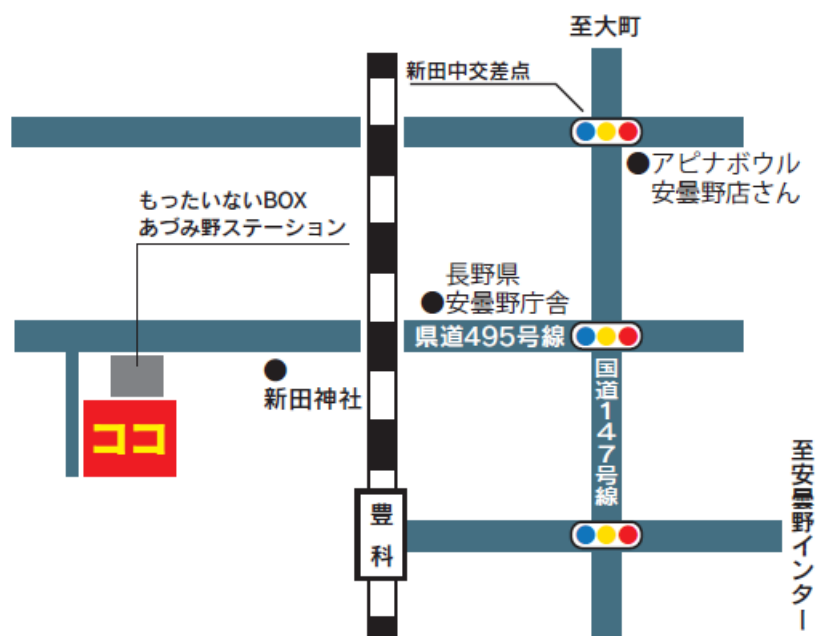 至大町
新田中交差点
アピナボウル
安曇野店さん
もったいないBOX
あづみ野ステーション
長野県
安曇野庁舎
県道495号線
新田神社
国道147号線
ココ
至安曇野インター
豊科